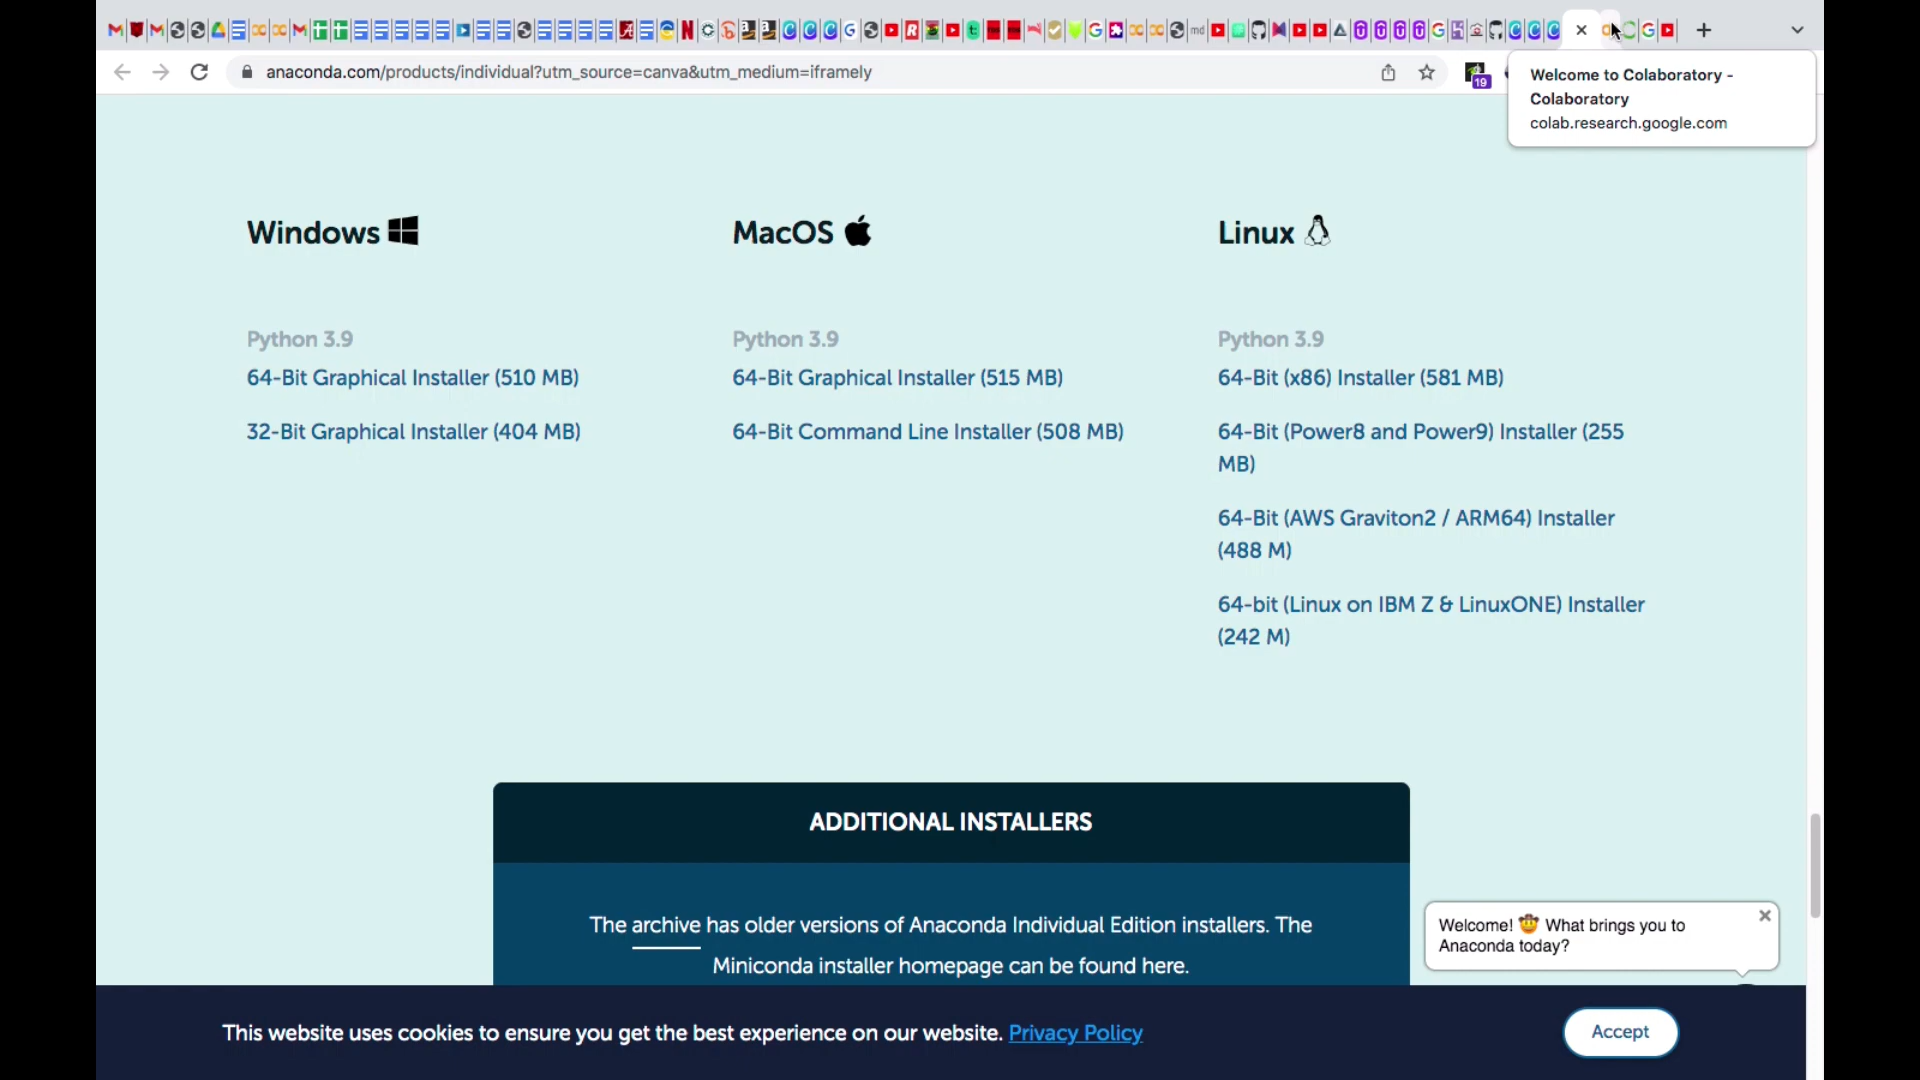 anaconda.com/products/individual?utm_source=canva&utm_medium=iframely
19
Welcome to Colaboratory -
Colaboratory
colab.research.google.com
Windows
MacOS
Linux
Python 3.9
64-Bit Graphical Installer (510 MB)
32-Bit Graphical Installer (404 MB)
Python 3.9
64-Bit Graphical Installer (515 MB)
64-Bit Command Line Installer (508 MB)
Python 3.9
64-Bit (x86) Installer (581 MB)
64-Bit (Power8 and Power9) Installer (255
MB)
64-Bit (AWS Graviton2 / ARM64) Installer
(488 M)
64-bit (Linux on IBM Z & LinuxONE) Installer
(242 M)
ADDITIONAL INSTALLERS
The archive has older versions of Anaconda Individual Edition installers. The
Miniconda installer homepage can be found here.
Welcome! 🤠 What brings you to
Anaconda today?
This website uses cookies to ensure you get the best experience on our website. Privacy Policy
Accept